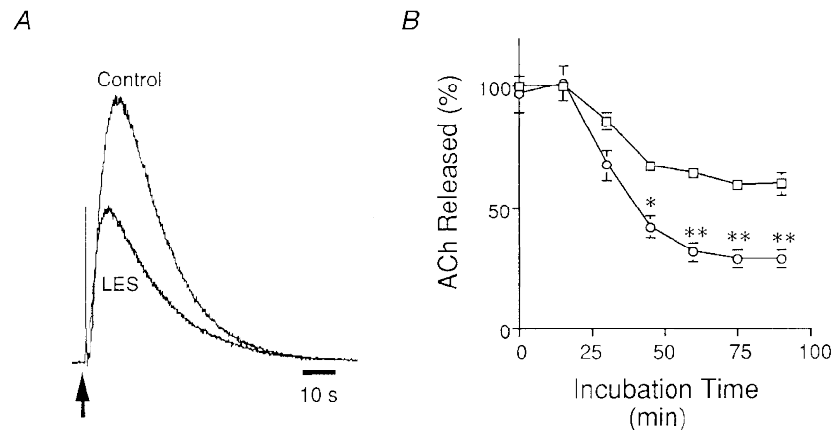 A
Control
LES
10 s
B
ACh Released (%)
100
50
0
*
**
**
**
0
25
50
75
100
Incubation Time
(min)